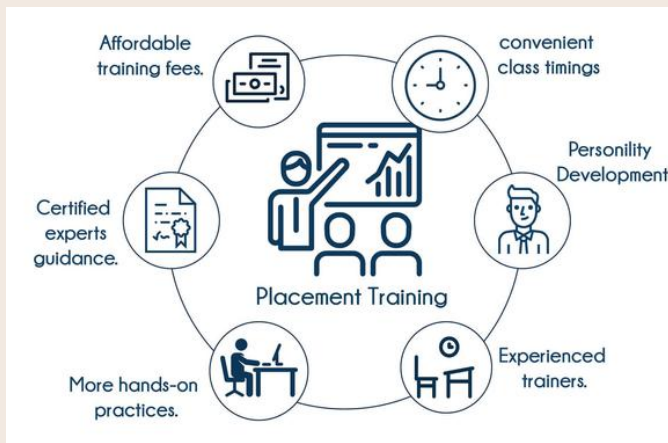 Affordable
training fees.
convenient
class timings
Personility
Development
Certified
experts
guidance.
Placement Training
More hands-on
practices.
Experienced
trainers.